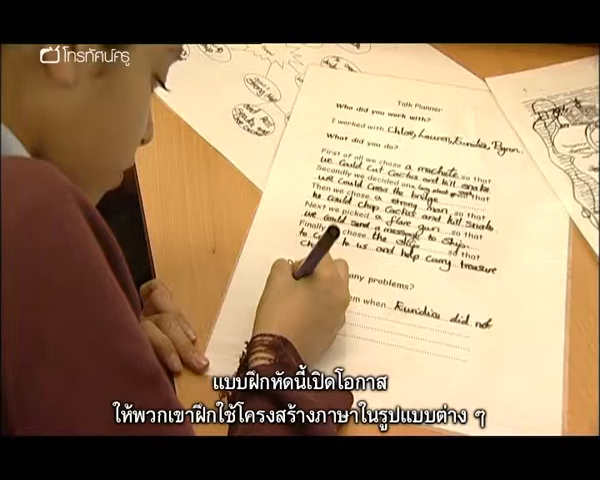 โทรทัศน์ครู
Talk Planner
Who did you work with?
I worked with Chloe, Lauren, Euridice, Byron.
What did you do?
First of all we chose a machete so that
we could cut cactus and kill snake
Secondly we decided on a big that
we could cross the bridge
Then we chose a strong man so that
he could chop cactus and kill snake
Next we picked a flare gun so that
we could send a message to ship
Finally chose the ship so that
to us and help carry treasure
any problems?
em when Euridice did not
แบบฝึกหัดนี้เปิดโอกาส
ให้พวกเขาฝึกใช้โครงสร้างภาษาในรูปแบบต่าง ๆ